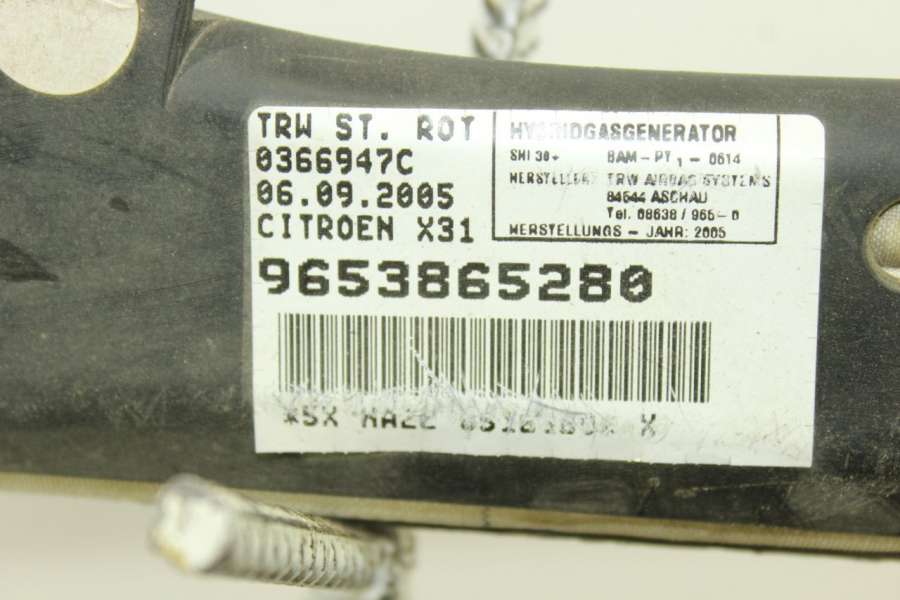 TRW ST. ROT
0366947C
06.09.2005
CITROEN X31
HYBRIDGASGENERATOR
SHI 30+ BAM-PT1-0614
HERSTELLER: TRW AIRBAG SYSTEMS
84544 ASCHAU
Tel. 08638 / 965-0
HERSTELLUNGS - JAHR: 2005
9653865280